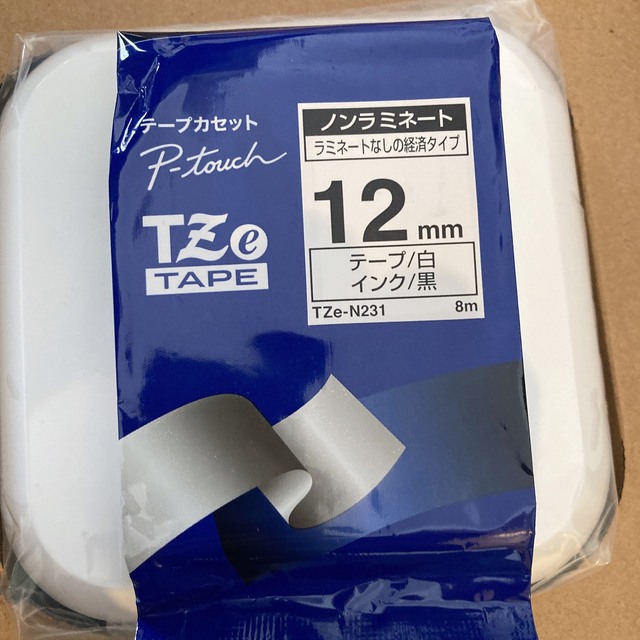 テープカセット
P-touch
TZe
TAPE
ノンラミネート
ラミネートなしの経済タイプ
12 mm
テープ/白
インク/黒
TZe-N231 8m